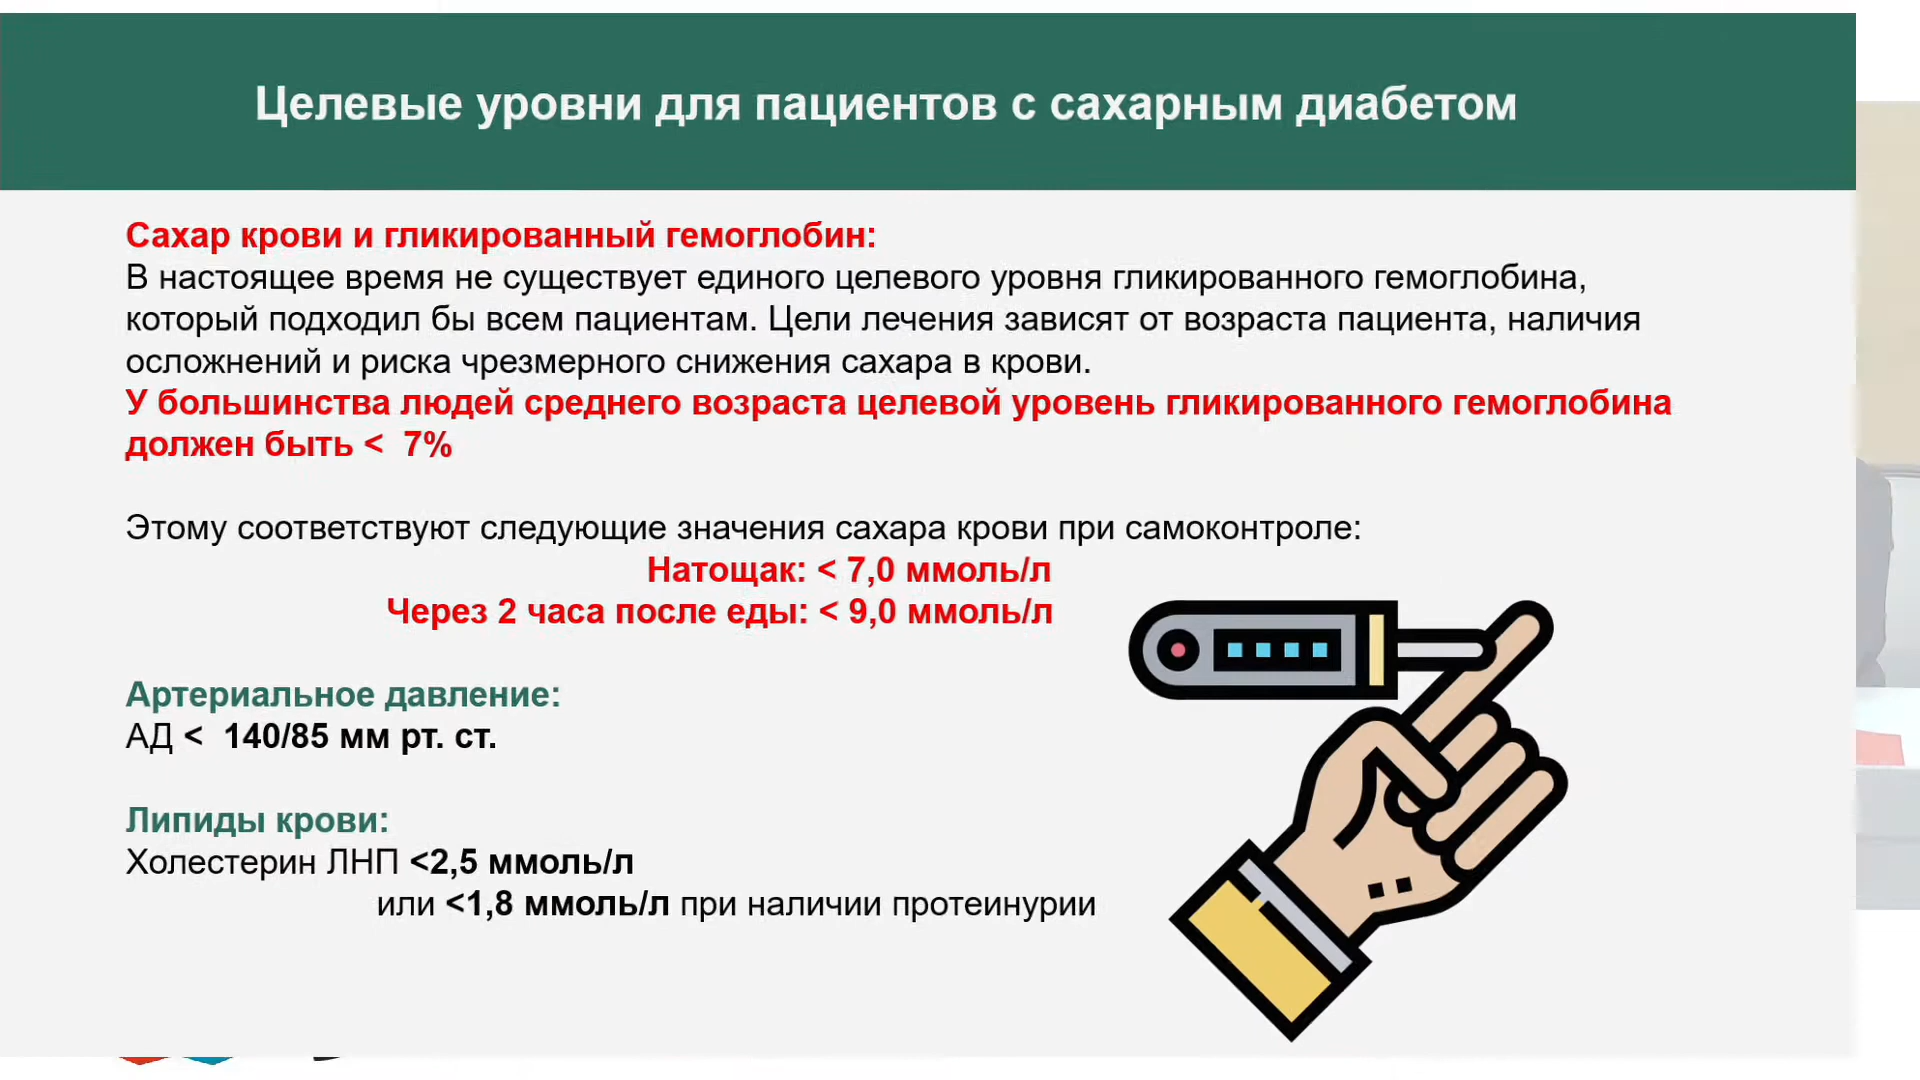 Целевые уровни для пациентов с сахарным диабетом
Сахар крови и гликированный гемоглобин:
В настоящее время не существует единого целевого уровня гликированного гемоглобина,
который подходил бы всем пациентам. Цели лечения зависят от возраста пациента, наличия
осложнений и риска чрезмерного снижения сахара в крови.
У большинства людей среднего возраста целевой уровень гликированного гемоглобина
должен быть < 7%
Этому соответствуют следующие значения сахара крови при самоконтроле:
Натощак: < 7,0 ммоль/л
Через 2 часа после еды: < 9,0 ммоль/л
Артериальное давление:
АД < 140/85 мм рт. ст.
Липиды крови:
Холестерин ЛНП <2,5 ммоль/л
или <1,8 ммоль/л при наличии протеинурии